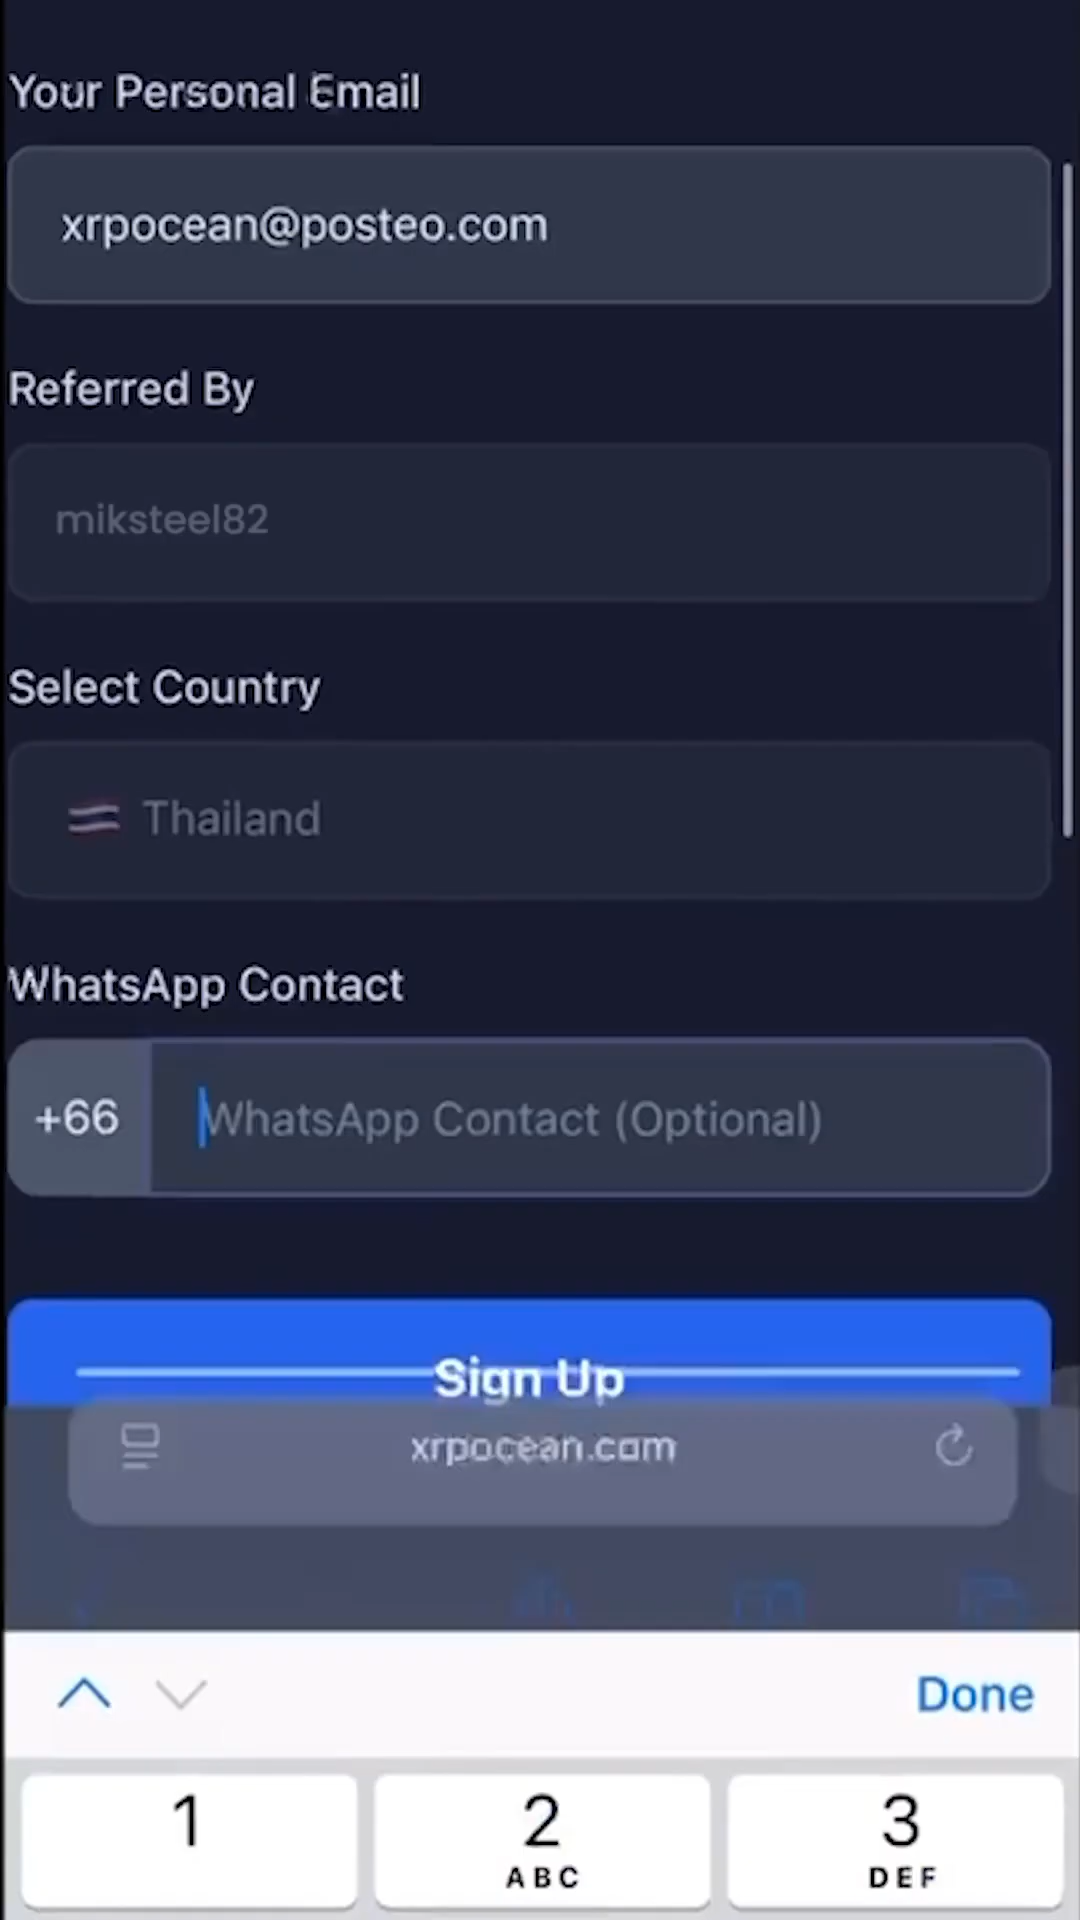 Your Personal Email
xrpocean@posteo.com
Referred By
miksteel82
Select Country
Thailand
WhatsApp Contact
+66
WhatsApp Contact (Optional)
Sign Up
xrpocean.com
Done
1
2
ABC
3
DEF